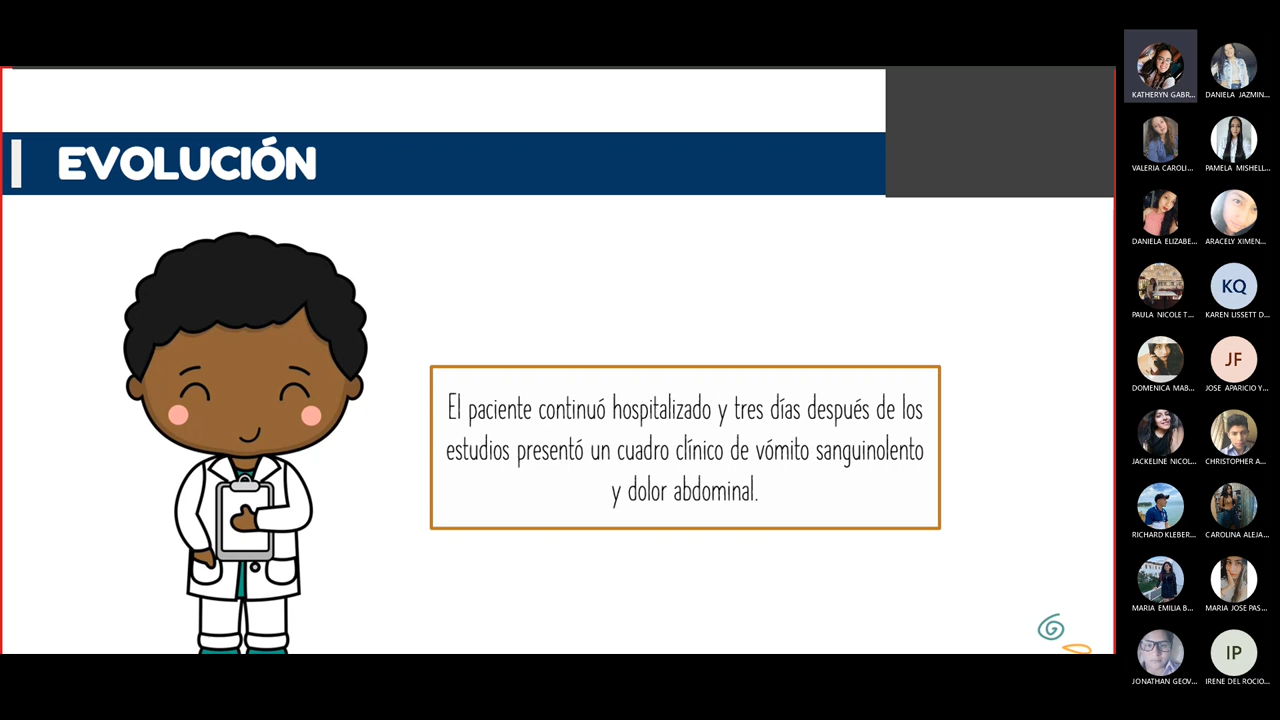 EVOLUCIÓN
El paciente continuó hospitalizado y tres días después de los
estudios presentó un cuadro clínico de vómito sanguinolento
y dolor abdominal.
KATHERYN GABR...
DANIELA JAZMIN...
VALERIA CAROLI...
PAMELA MISHELL...
DANIELA ELIZABE...
ARACELY XIMEN...
PAULA NICOLE T...
KQ
KAREN LISSETT D...
DOMENICA MAB...
JF
JOSE APARICIO Y...
JACKELINE NICOL...
CHRISTOPHER A...
RICHARD KLEBER...
CAROLINA ALEJA...
MARIA EMILIA B...
MARIA JOSE PAS...
JONATHAN GEOV...
IP
IRENE DEL ROCIO...